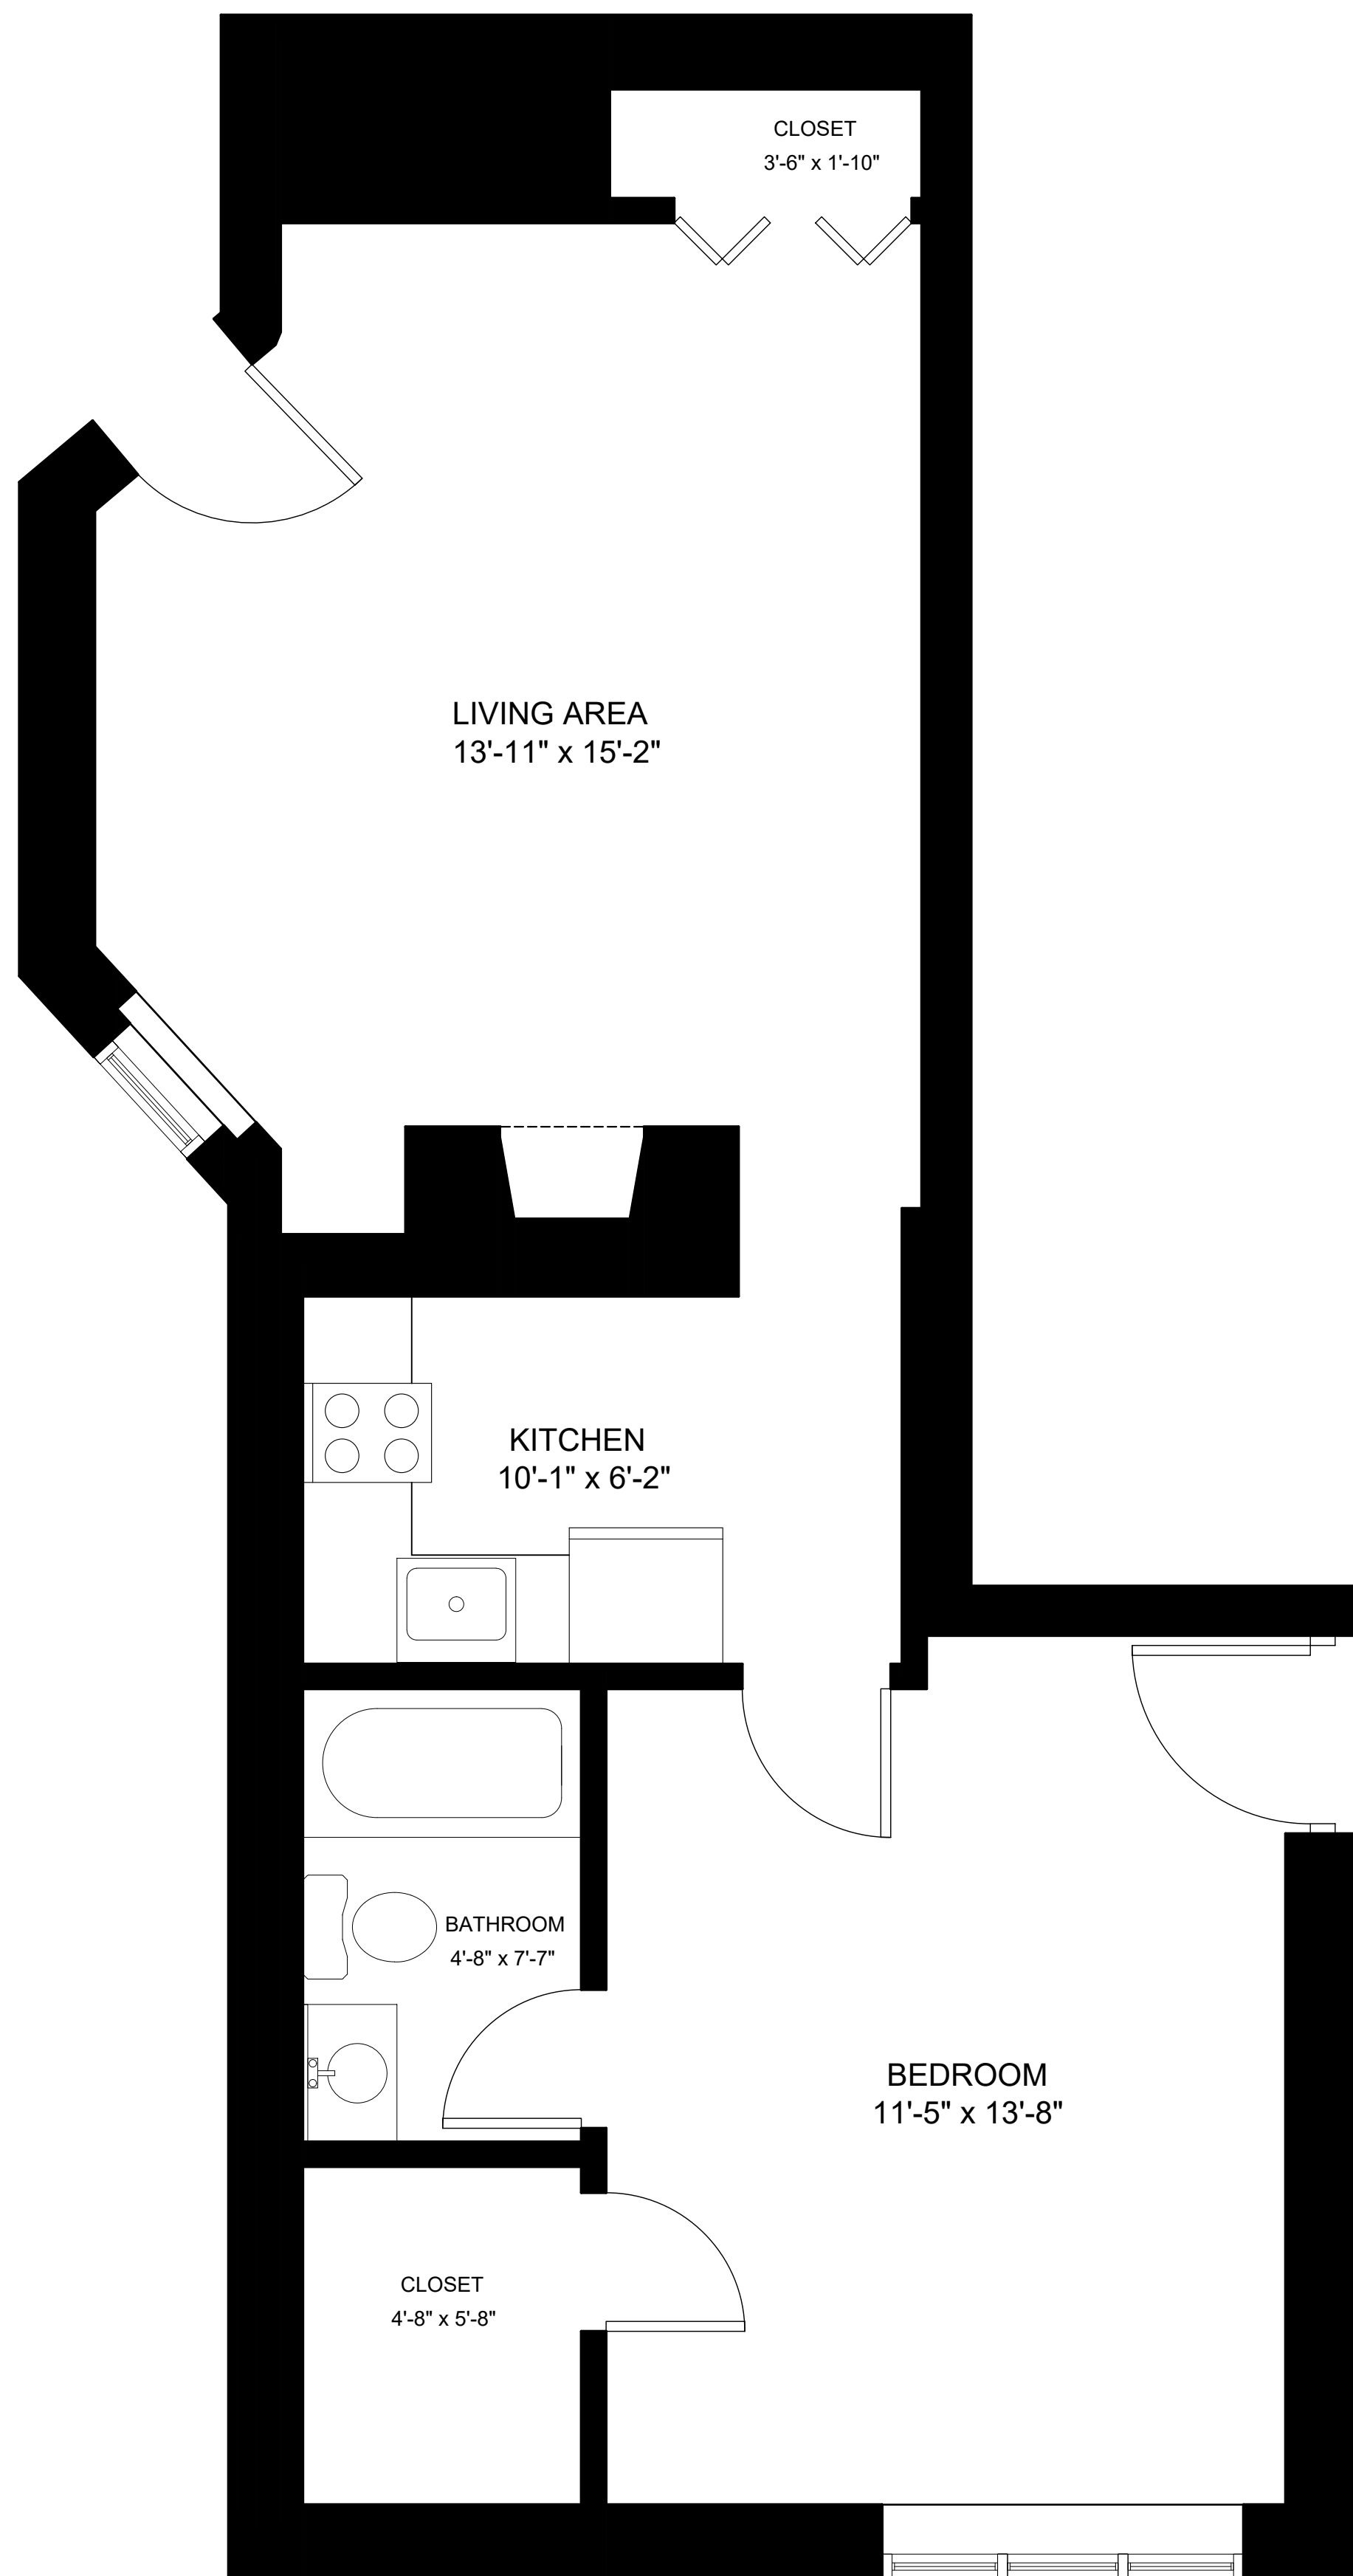 CLOSET
3'-6" x 1'-10"
LIVING AREA
13'-11" x 15'-2"
KITCHEN
10'-1" x 6'-2"
BATHROOM
4'-8" x 7'-7"
BEDROOM
11'-5" x 13'-8"
CLOSET
4'-8" x 5'-8"